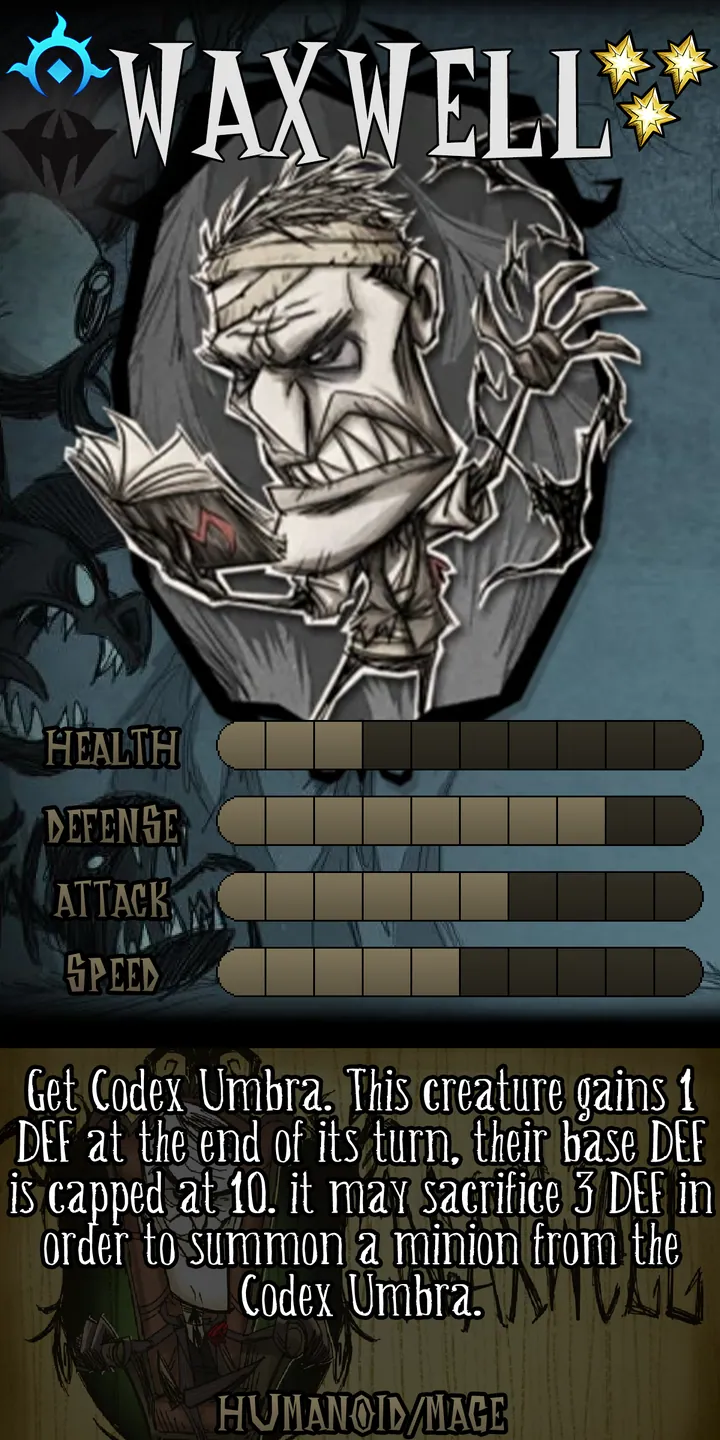 WAXWELL
HEALTH
DEFENSE
ATTACK
SPEED
Get Codex Umbra. This creature gains 1
DEF at the end of its turn, their base DEF
is capped at 10. it may sacrifice 3 DEF in
order to summon a minion from the
Codex Umbra.
HUMANOID/MAGE